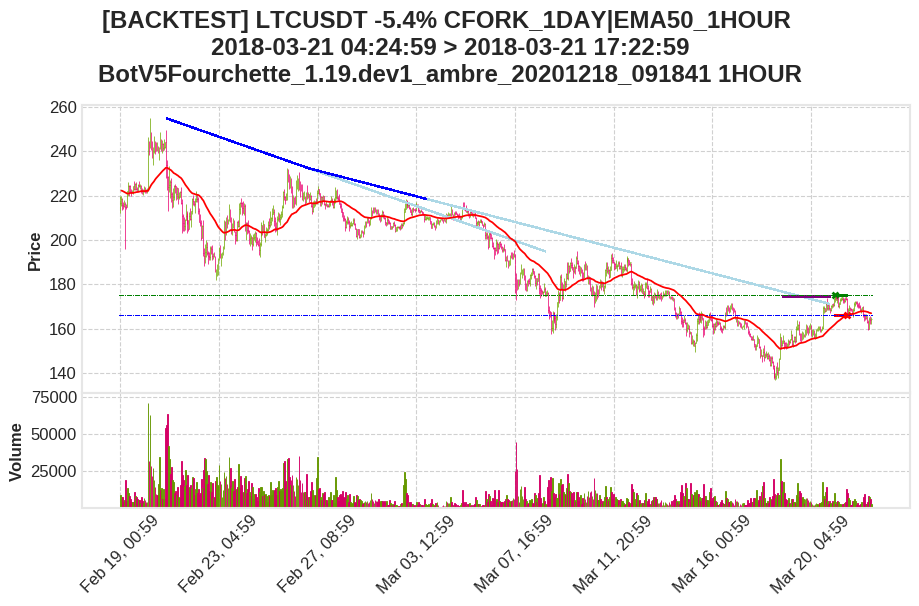 [BACKTEST] LTCUSDT -5.4% CFORK_1DAY|EMA50_1HOUR
2018-03-21 04:24:59 > 2018-03-21 17:22:59
BotV5Fourchette_1.19.dev1_ambre_20201218_091841 1HOUR
260
240
220
200
180
160
140
Price
75000
50000
25000
Volume
Feb 19, 00:59
Feb 23, 04:59
Feb 27, 08:59
Mar 03, 12:59
Mar 07, 16:59
Mar 11, 20:59
Mar 16, 00:59
Mar 20, 04:59